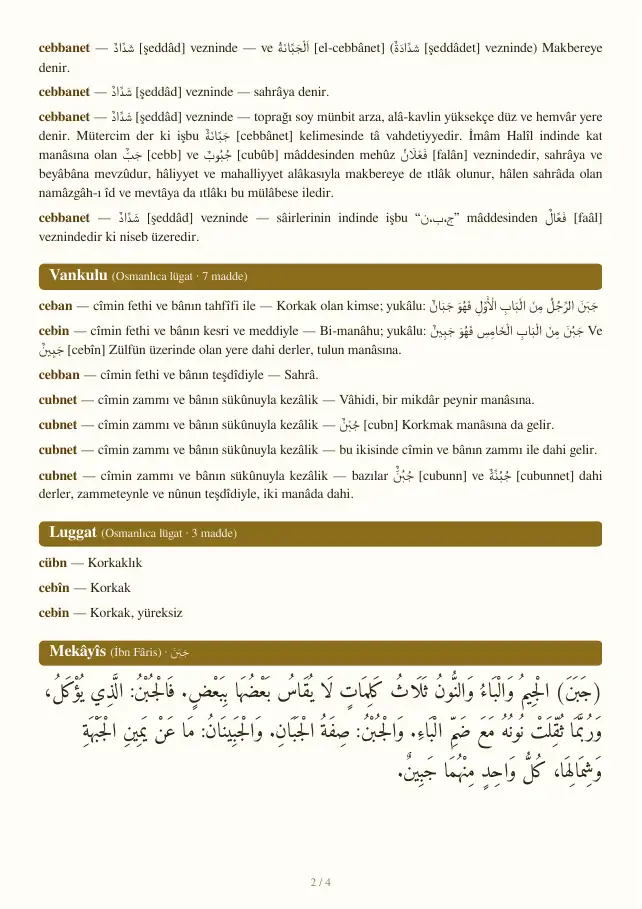 cebbanet — شَدَّادٌ [şeddâd] vezninde — ve اَلْجَبَّانَةُ [el-cebbânet] (شَدَّادَةٌ [şeddâdet] vezninde) Makbereye
denir.
cebbanet — شَدَّادٌ [şeddâd] vezninde — sahrâya denir.
cebbanet — شَدَّادٌ [şeddâd] vezninde — toprağı soy münbit arza, alâ-kavlin yüksekçe düz ve hemvâr yere
denir. Mütercim der ki işbu جَبَّانَةٌ [cebbânet] kelimesinde tâ vahdetiyyedir. İmâm Halîl indinde kat
manâsına olan جَبٌّ [cebb] ve جُبُوبٌ [cubûb] mâddesinden mehûz فَعْلَانٌ [falân] veznindedir, sahrâya ve
beyâbâna mevzûdur, hâliyyet ve mahalliyyet alâkasıyla makbereye de ıtlâk olunur, hâlen sahrâda olan
namâzgâh-ı îd ve mevtâya da ıtlâkı bu mülâbese iledir.
cebbanet — شَدَّادٌ [şeddâd] vezninde — sâirlerinin indinde işbu “ج،ب،ن” mâddesinden فَعَّالٌ [faâl]
veznindedir ki niseb üzeredir.
Vankulu (Osmanlıca lügat · 7 madde)
ceban — cîmin fethi ve bânın tahfîfi ile — Korkak olan kimse; yukâlu: جَبَنَ الرَّجُلُ مِنَ الْبَابِ الْأَوَّلِ فَهُوَ جَبَانٌ
cebin — cîmin fethi ve bânın kesri ve meddiyle — Bi-manâhu; yukâlu: جَبُنَ مِنَ الْبَابِ الْخَامِسِ فَهُوَ جَبِينٌ Ve
جَبِينٌ [cebîn] Zülfün üzerinde olan yere dahi derler, tulun manâsına.
cebban — cîmin fethi ve bânın teşdîdiyle — Sahrâ.
cubnet — cîmin zammı ve bânın sükûnuyla kezâlik — Vâhidi, bir mikdâr peynir manâsına.
cubnet — cîmin zammı ve bânın sükûnuyla kezâlik — جُبْنٌ [cubn] Korkmak manâsına da gelir.
cubnet — cîmin zammı ve bânın sükûnuyla kezâlik — bu ikisinde cîmin ve bânın zammı ile dahi gelir.
cubnet — cîmin zammı ve bânın sükûnuyla kezâlik — bazılar جُبُنٌّ [cubunn] ve جُبُنَّةٌ [cubunnet] dahi
derler, zammeteynle ve nûnun teşdîdiyle, iki manâda dahi.
Luggat (Osmanlıca lügat · 3 madde)
cübn — Korkaklık
cebîn — Korkak
cebin — Korkak, yüreksiz
Mekâyîs (İbn Fâris) · جَبَنَ
(جَبَنَ) الْجِيمُ وَالْبَاءُ وَالنُّونُ ثَلَاثُ كَلِمَاتٍ لَا يُقَاسُ بَعْضُهَا بِبَعْضٍ. فَالْجُبْنُ: الَّذِي يُؤْكَلُ،
وَرُبَّمَا ثُقِّلَتْ نُونُهُ مَعَ ضَمِّ الْبَاءِ. وَالْجُبْنُ: صِفَةُ الْجَبَانِ. وَالْجَبِينَانُ: مَا عَنْ يَمِينِ الْجَبْهَةِ
وَشِمَالِهَا، كُلُّ وَاحِدٍ مِنْهُمَا جَبِينٌ.
2 / 4